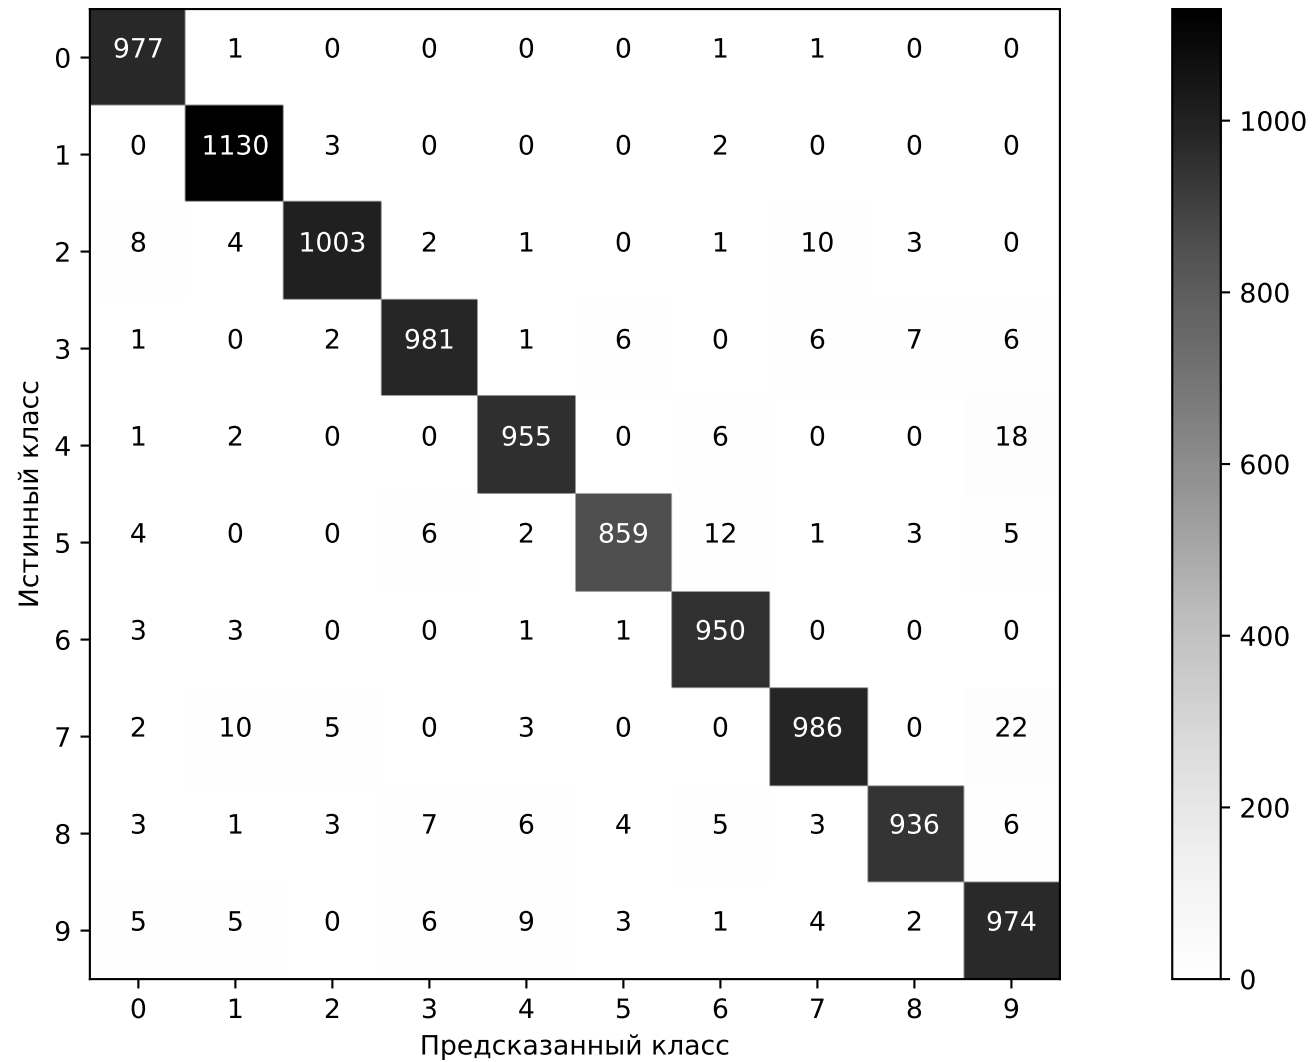 0 977 1 0 0 0 0 1 1 0 0
1 0 1130 3 0 0 0 2 0 0 0
2 8 4 1003 2 1 0 1 10 3 0
3 1 0 2 981 1 6 0 6 7 6
4 1 2 0 0 955 0 6 0 0 18
5 4 0 0 6 2 859 12 1 3 5
6 3 3 0 0 1 1 950 0 0 0
7 2 10 5 0 3 0 0 986 0 22
8 3 1 3 7 6 4 5 3 936 6
9 5 5 0 6 9 3 1 4 2 974
0 1 2 3 4 5 6 7 8 9
Предсказанный класс
Истинный класс
1000
800
600
400
200
0